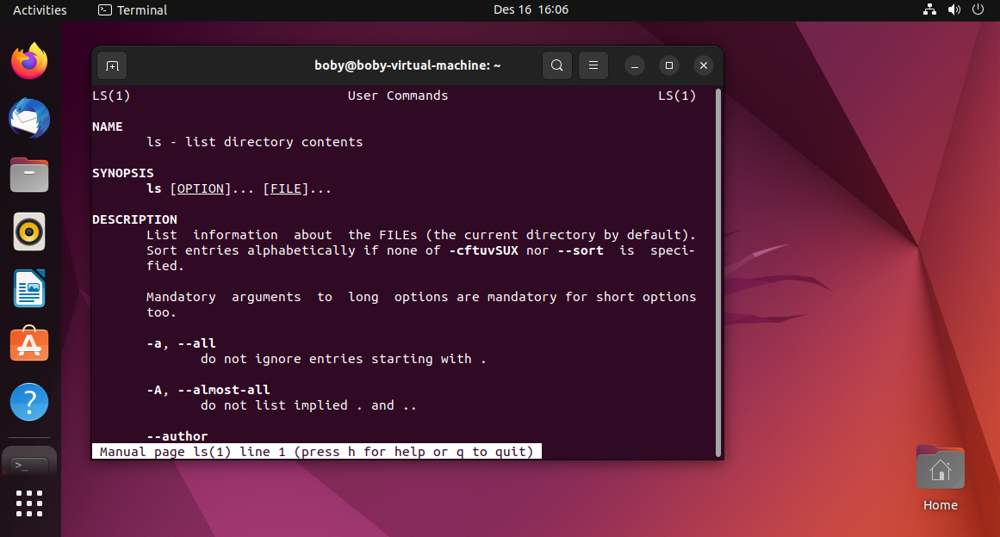 Activities
Terminal
Des 16 16:06
boby@boby-virtual-machine: ~
LS(1) User Commands LS(1)
NAME
ls - list directory contents
SYNOPSIS
ls [OPTION]... [FILE]...
DESCRIPTION
List information about the FILEs (the current directory by default).
Sort entries alphabetically if none of -cftuvSUX nor --sort is speci-
fied.
Mandatory arguments to long options are mandatory for short options
too.
-a, --all
do not ignore entries starting with .
-A, --almost-all
do not list implied . and ..
--author
Manual page ls(1) line 1 (press h for help or q to quit)
Home